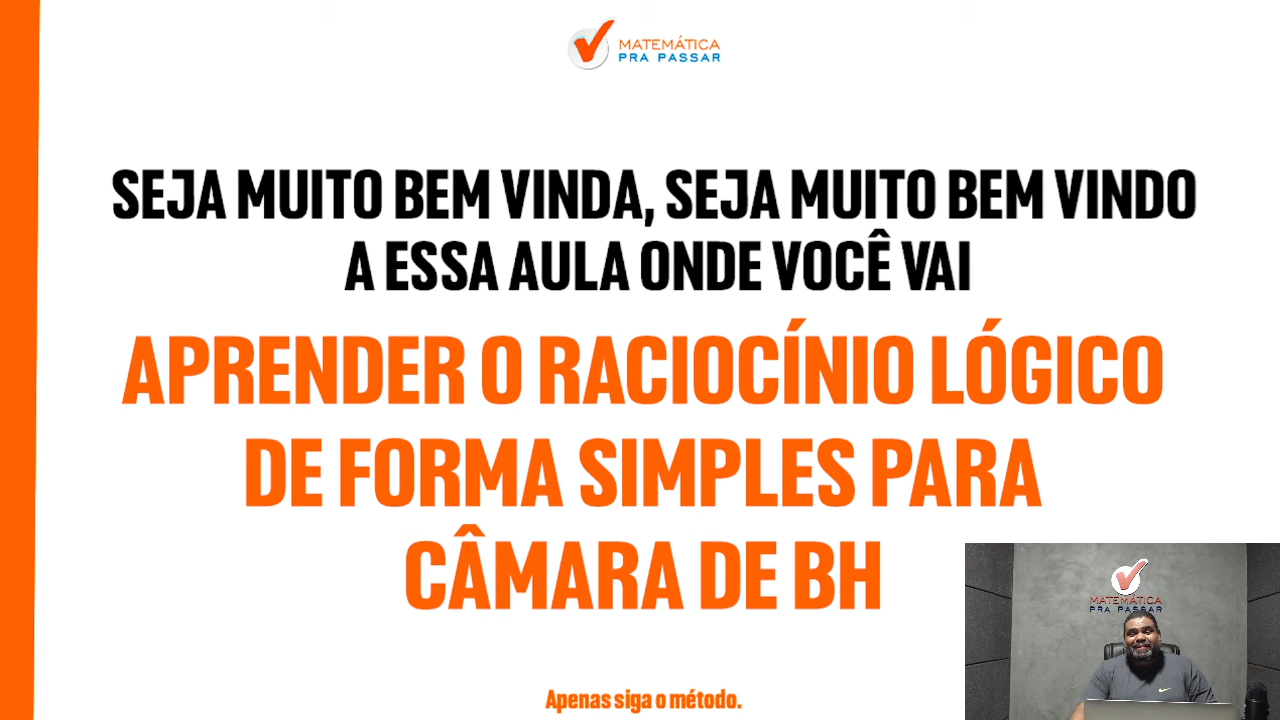 MATEMÁTICA
PRA PASSAR
SEJA MUITO BEM VINDA, SEJA MUITO BEM VINDO
A ESSA AULA ONDE VOCÊ VAI
APRENDER O RACIOCÍNIO LÓGICO
DE FORMA SIMPLES PARA
CÂMARA DE BH
MATEMÁTICA
PRA PASSAR
Apenas siga o método.